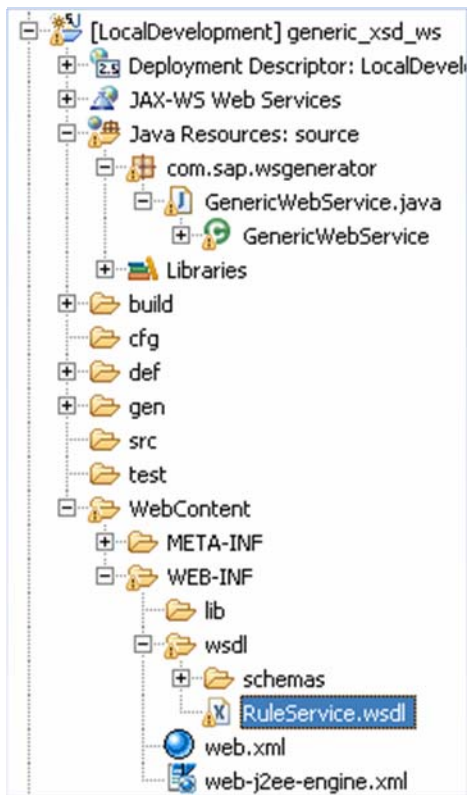 [LocalDevelopment] generic_xsd_ws
2.5 Deployment Descriptor: LocalDevel
JAX-WS Web Services
Java Resources: source
com.sap.wsgenerator
J GenericWebService.java
C GenericWebService
Libraries
build
cfg
def
gen
src
test
WebContent
META-INF
WEB-INF
lib
wsdl
schemas
X RuleService.wsdl
web.xml
web-j2ee-engine.xml